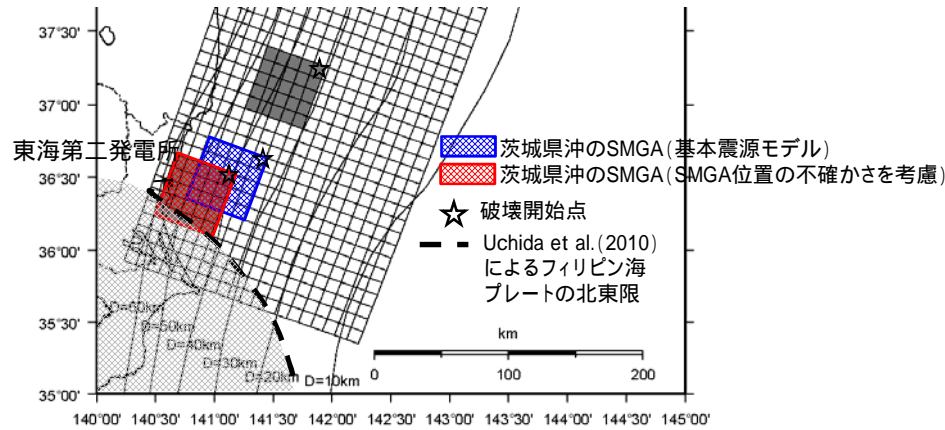 37°30'
37°00'
東海第二発電所
36°30'
36°00'
35°30'
35°00'
茨城県沖のSMGA(基本震源モデル)
茨城県沖のSMGA(SMGA位置の不確かさを考慮)
破壊開始点
Uchida et al.(2010)
によるフィリピン海
プレートの北東限
km
0 100 200
D=60km
D=50km
D=40km
D=30km
D=20km
D=10km
140°00' 140°30' 141°00' 141°30' 142°00' 142°30' 143°00' 143°30' 144°00' 144°30' 145°00'